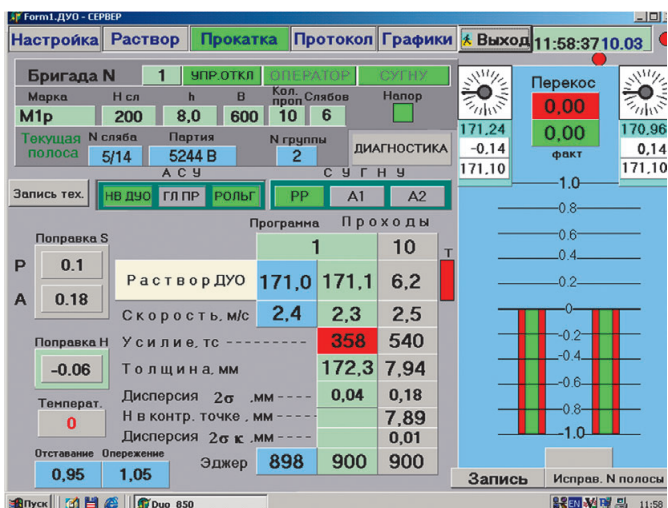 Form1.ДУО - СЕРВЕР
Настройка Раствор Прокатка Протокол Графики Выход 11:58:37 10.03
Бригада N 1 УПР.ОТКЛ ОПЕРАТОР СУГНУ
Марка Н сл h B Кол. проп Слябов Напор
М1р 200 8,0 600 10 6
Текущая полоса N сляба Партия N группы ДИАГНОСТИКА
5/14 5244 В 2
А С У С У Г Н У
Запись тех. НВ ДУО ГЛ ПР РОЛЬГ РР А1 А2
Программа Проходы
1 10 Т
Поправка S
Р 0.1
А 0.18
Раствор ДУО 171,0 171,1 6,2
Скорость, м/с 2,4 2,3 2,5
Поправка Н
-0.06
Усилие, тс 358 540
Толщина, мм 172,3 7,94
Температ.
0
Дисперсия 2σ , мм 0,04 0,18
Н в контр. точке , мм 7,89
Дисперсия 2σ к , мм 0,01
Отставание Опережение
0,95 1,05
Эджер 898 900 900
Перекос
0,00
0,00
факт
171,24
-0,14
171,10
170,96
0,14
171,10
1.0
0.8
0.6
0.4
0.2
0
-0.2
-0.4
-0.6
-0.8
-1.0
Запись Исправ. N полосы
Пуск Duo_850 EN 11:58